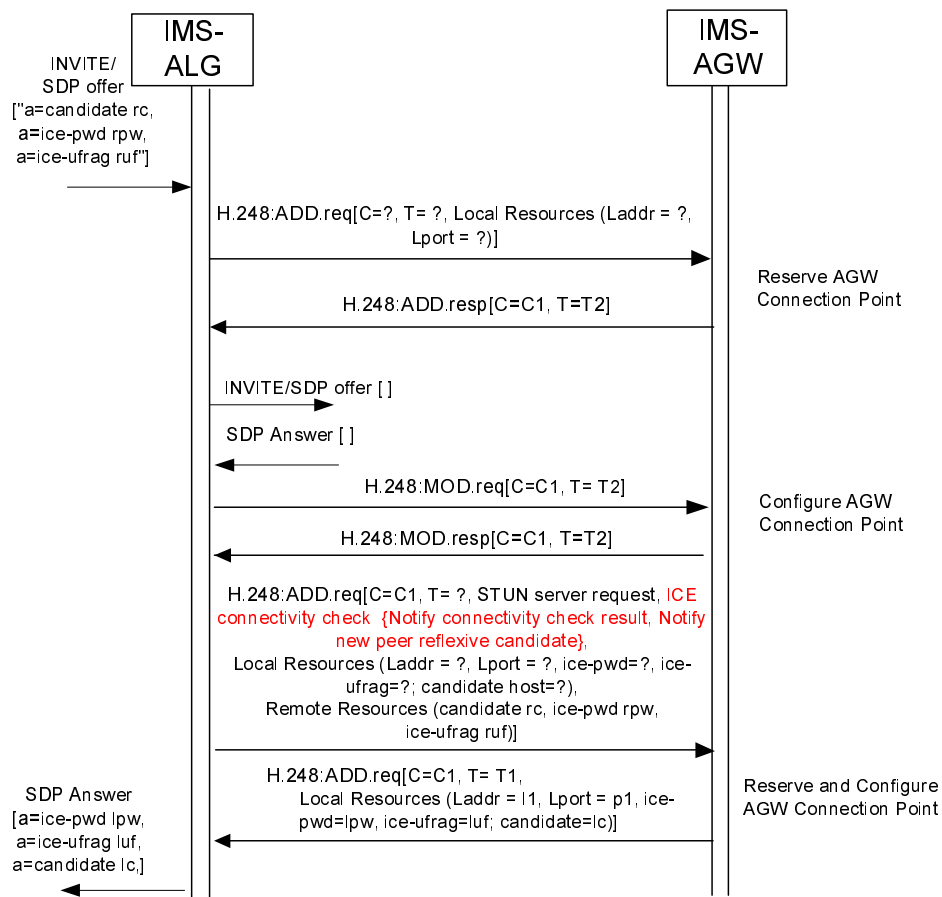 IMS-
ALG
IMS-
AGW
INVITE/
SDP offer
["a=candidate rc,
a=ice-pwd rpw,
a=ice-ufrag ruf"]
H.248:ADD.req[C=?, T= ?, Local Resources (Laddr = ?,
Lport = ?)]
Reserve AGW
Connection Point
H.248:ADD.resp[C=C1, T=T2]
INVITE/SDP offer [ ]
SDP Answer [ ]
H.248:MOD.req[C=C1, T= T2]
Configure AGW
Connection Point
H.248:MOD.resp[C=C1, T=T2]
H.248:ADD.req[C=C1, T= ?, STUN server request, ICE
connectivity check  {Notify connectivity check result, Notify
new peer reflexive candidate},
Local Resources (Laddr = ?, Lport = ?, ice-pwd=?, ice-
ufrag=?; candidate host=?),
Remote Resources (candidate rc, ice-pwd rpw,
ice-ufrag ruf)]
H.248:ADD.req[C=C1, T= T1,
Local Resources (Laddr = l1, Lport = p1, ice-
pwd=lpw, ice-ufrag=luf; candidate=lc)]
Reserve and Configure
AGW Connection Point
SDP Answer
[a=ice-pwd lpw,
a=ice-ufrag luf,
a=candidate lc,]